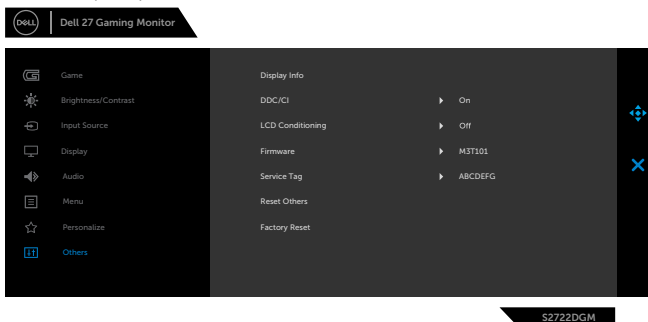 DELL
Dell 27 Gaming Monitor
Game
Display Info
Brightness/Contrast
DDC/CI
On
Input Source
LCD Conditioning
Off
Display
Firmware
M3T101
Audio
Service Tag
ABCDEFG
Menu
Reset Others
Personalize
Factory Reset
Others
S2722DGM